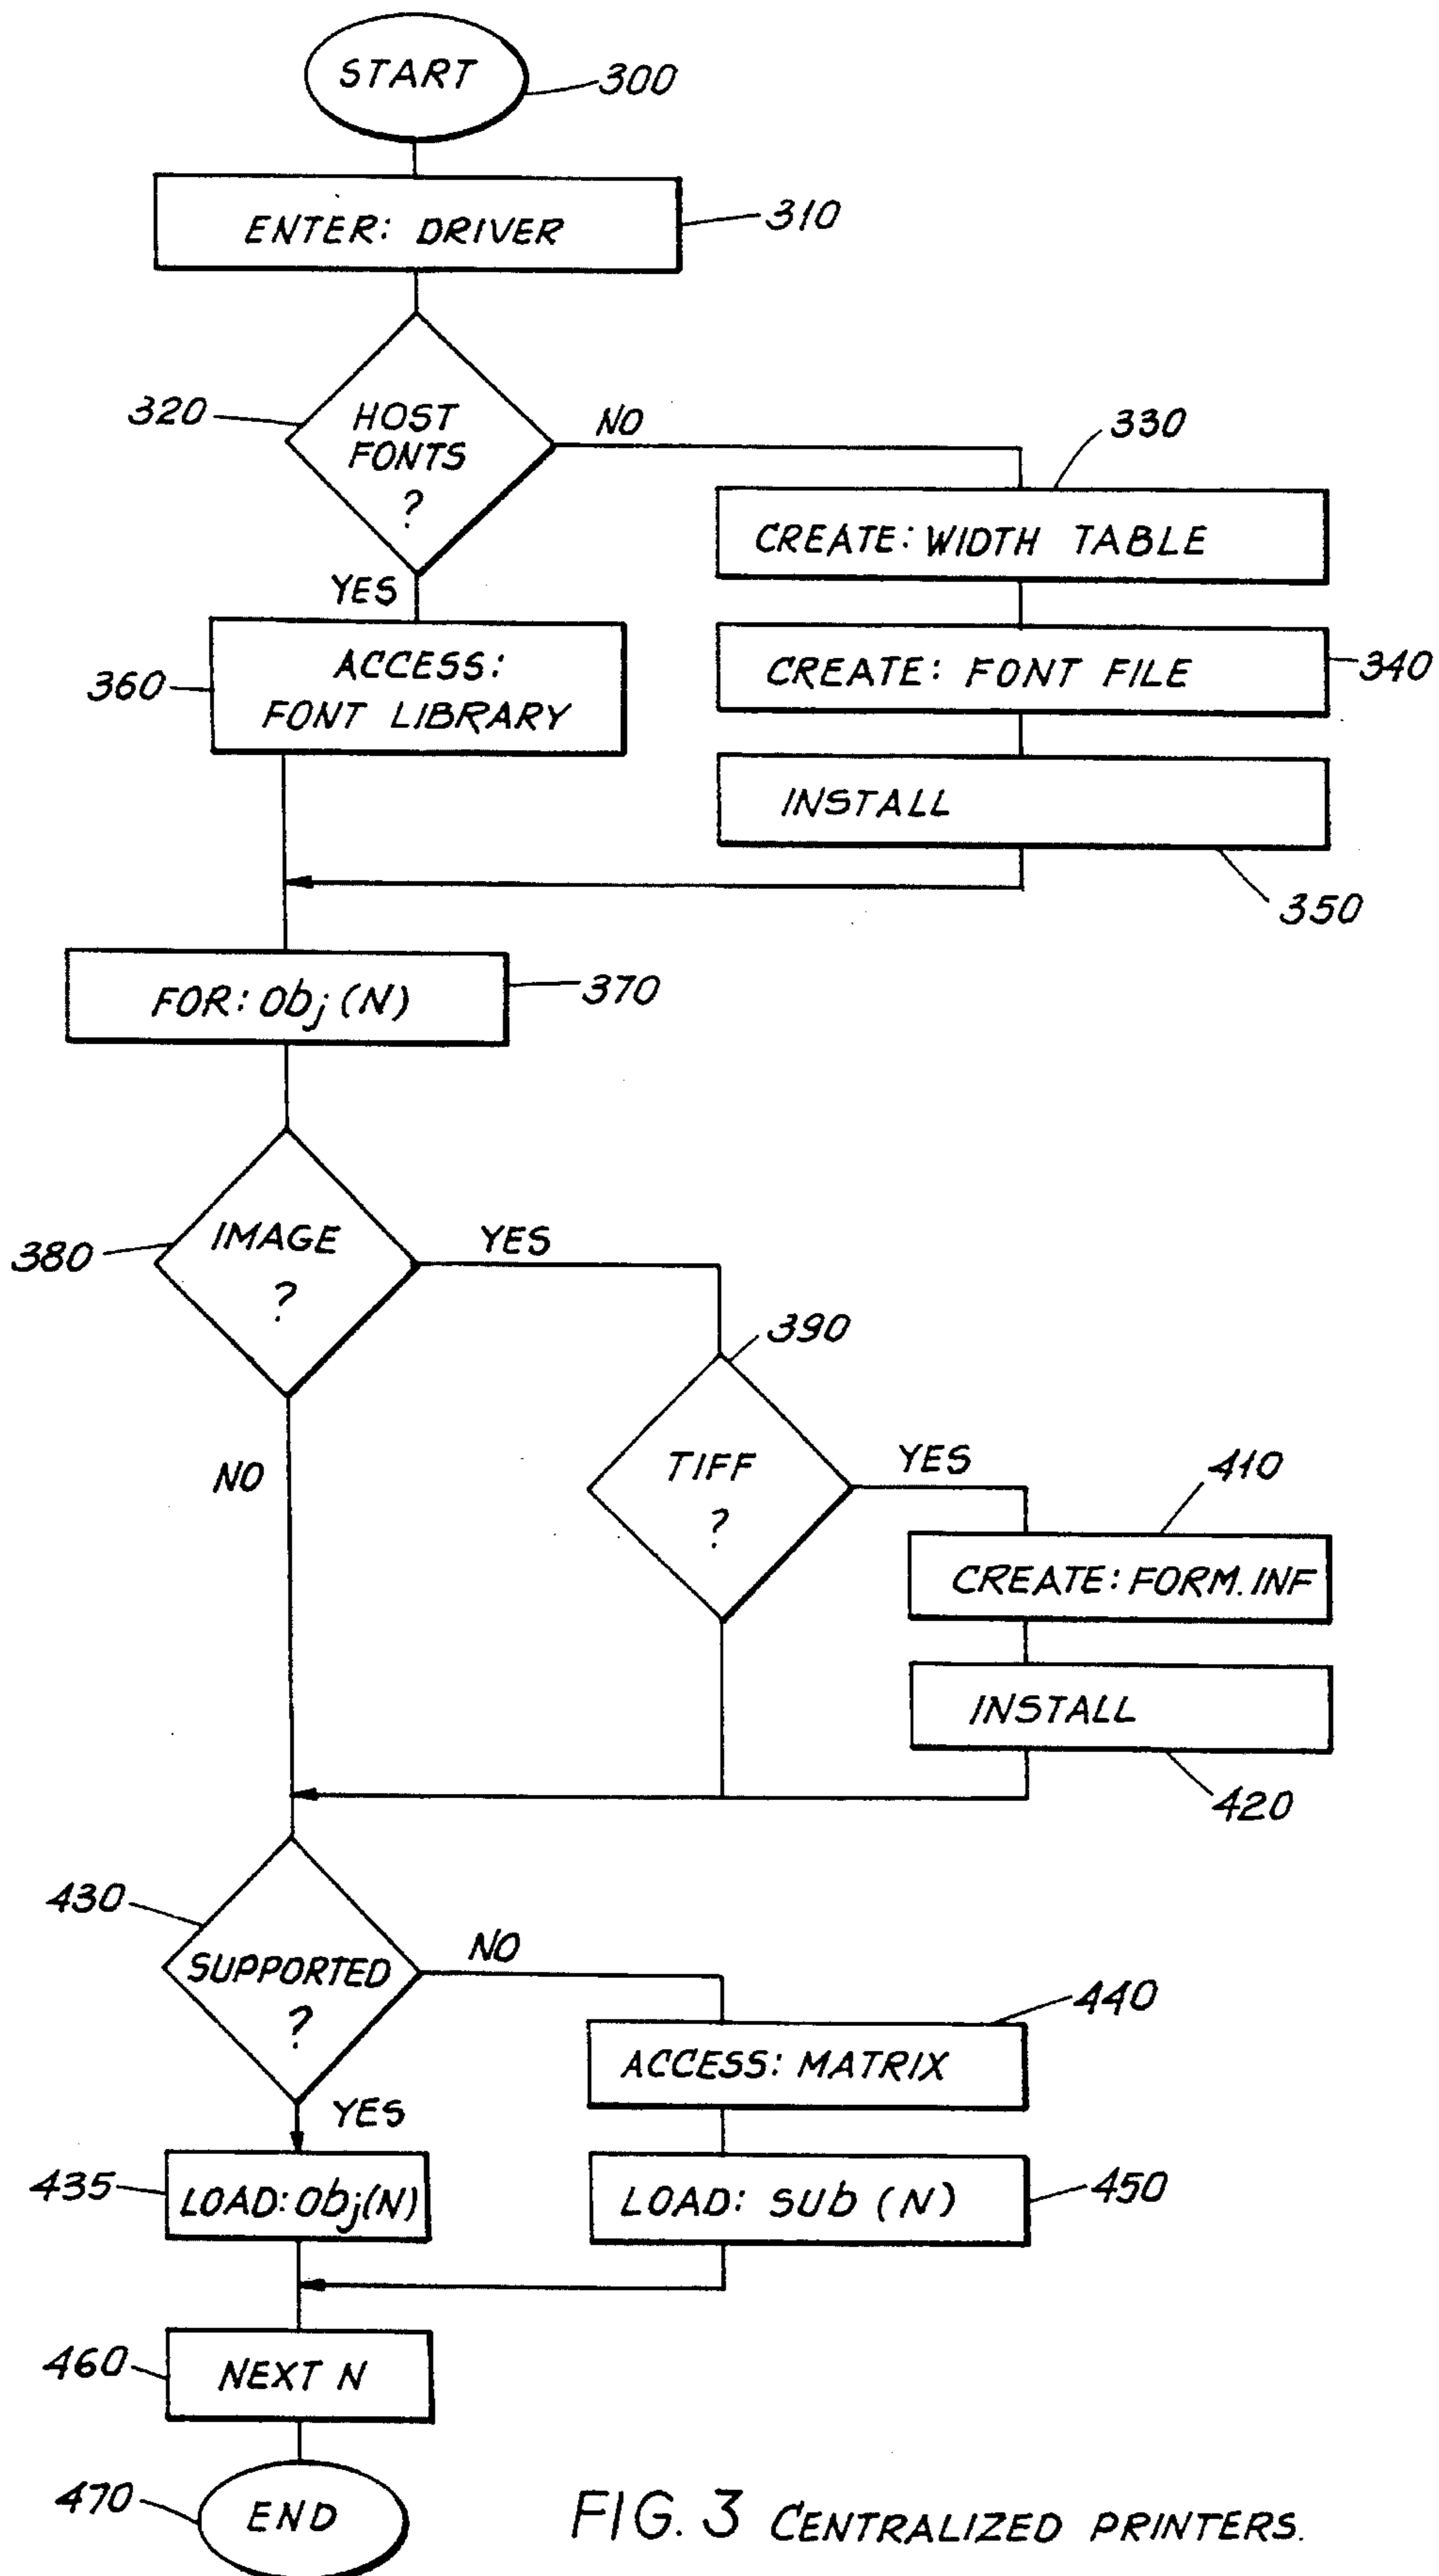 START
300
ENTER: DRIVER
310
320
HOST
FONTS
?
NO
330
CREATE: WIDTH TABLE
YES
360
ACCESS:
FONT LIBRARY
CREATE: FONT FILE
340
INSTALL
350
FOR: Obj (N)
370
380
IMAGE
?
YES
390
NO
TIFF
?
YES
410
CREATE: FORM. INF
INSTALL
420
430
SUPPORTED
?
NO
440
ACCESS: MATRIX
YES
435
LOAD: Obj(N)
LOAD: SUb (N)
450
460
NEXT N
470
END
FIG. 3 CENTRALIZED PRINTERS.